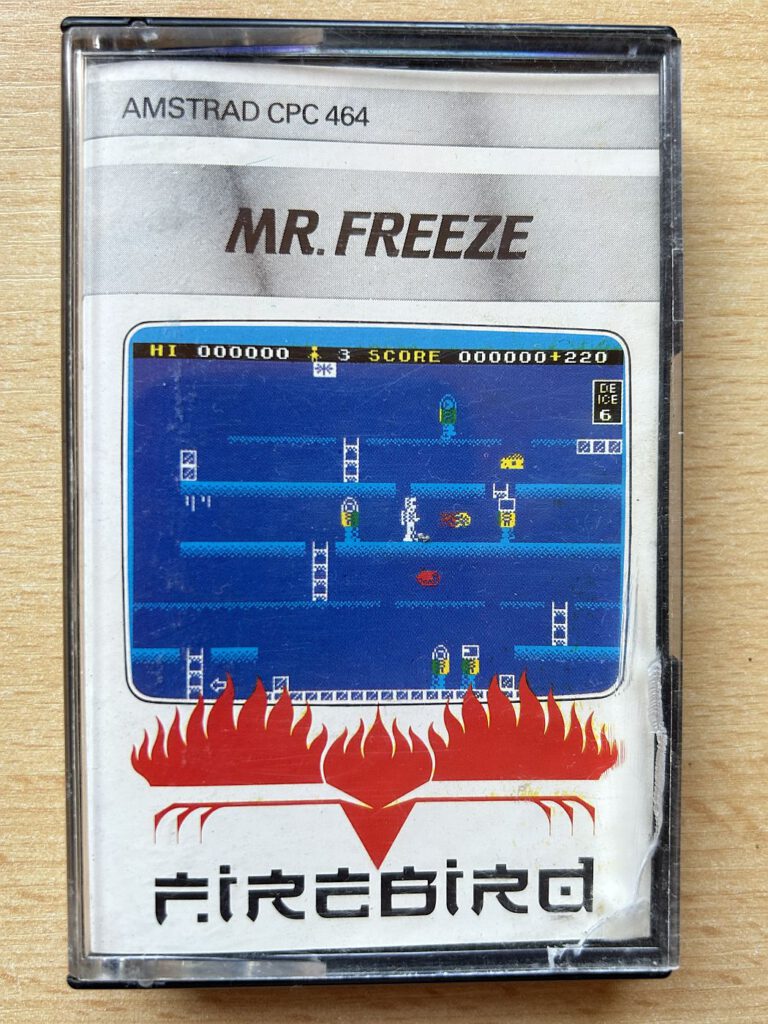 AMSTRAD CPC 464
MR. FREEZE
HI 000000 3 SCORE 000000+220
DE
ICE
6
FIREBIRD